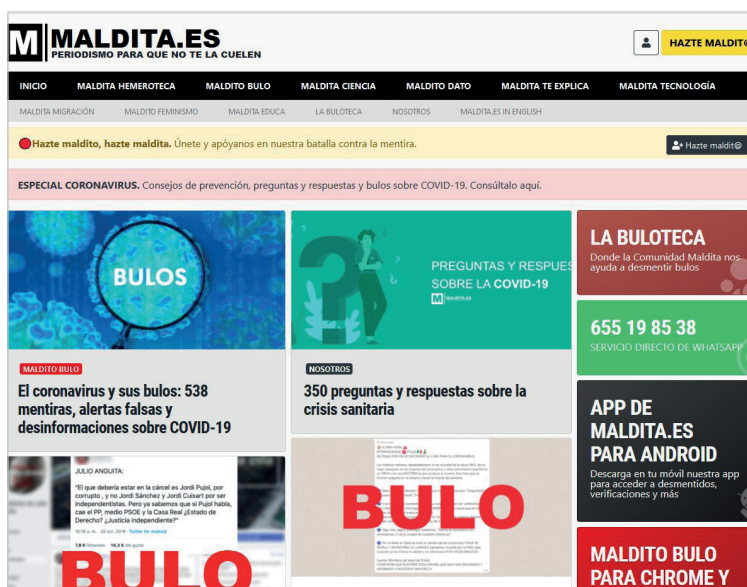 M MALDITA.ES
PERIODISMO PARA QUE NO TE LA CUELEN
HAZTE MALDIT@
INICIO MALDITA HEMEROTECA MALDITO BULO MALDITA CIENCIA MALDITO DATO MALDITA TE EXPLICA MALDITA TECNOLOGÍA
MALDITA MIGRACIÓN MALDITO FEMINISMO MALDITA EDUCA LA BULOTECA NOSOTROS MALDITA.ES IN ENGLISH
Hazte maldito, hazte maldita. Únete y apóyanos en nuestra batalla contra la mentira.
Hazte maldit@
ESPECIAL CORONAVIRUS. Consejos de prevención, preguntas y respuestas y bulos sobre COVID-19. Consúltalo aquí.
BULOS
MALDITO BULO
El coronavirus y sus bulos: 538
mentiras, alertas falsas y
desinformaciones sobre COVID-19
PREGUNTAS Y RESPUES
SOBRE LA COVID-19
M MALDITA.ES
NOSOTROS
350 preguntas y respuestas sobre la
crisis sanitaria
LA BULOTECA
Donde la Comunidad Maldita nos
ayuda a desmentir bulos
655 19 85 38
SERVICIO DIRECTO DE WHATSAPP
APP DE
MALDITA.ES
PARA ANDROID
Descarga en tu móvil nuestra app
para acceder a desmentidos,
verificaciones y más
MALDITO BULO
PARA CHROME Y
JULIO ANGUITA:
"El que debería estar en la cárcel es Jordi Pujol, por
corrupto , y no Jordi Sánchez y Jordi Cuixart por ser
independentistas. Pero ya sabemos que si Pujol habla,
cae el PP, medio PSOE y la Casa Real ¿Estado de
Derecho? ¿Justicia independiente?"
Twitter for Android
Me gusta
BULO
BULO